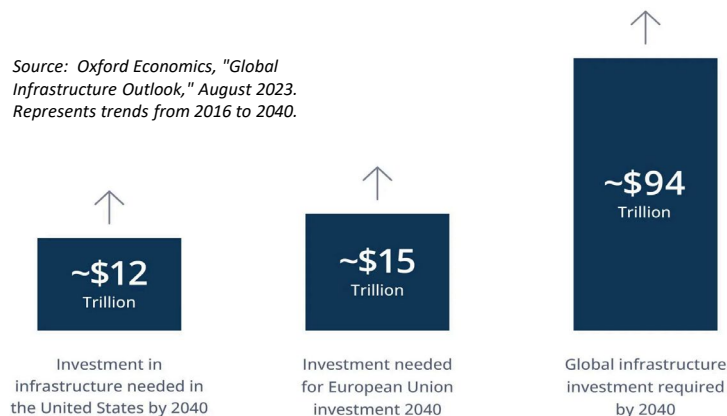 Source: Oxford Economics, "Global
Infrastructure Outlook," August 2023.
Represents trends from 2016 to 2040.
~$12
Trillion
Investment in
infrastructure needed in
the United States by 2040
~$15
Trillion
Investment needed
for European Union
investment 2040
~$94
Trillion
Global infrastructure
investment required
by 2040